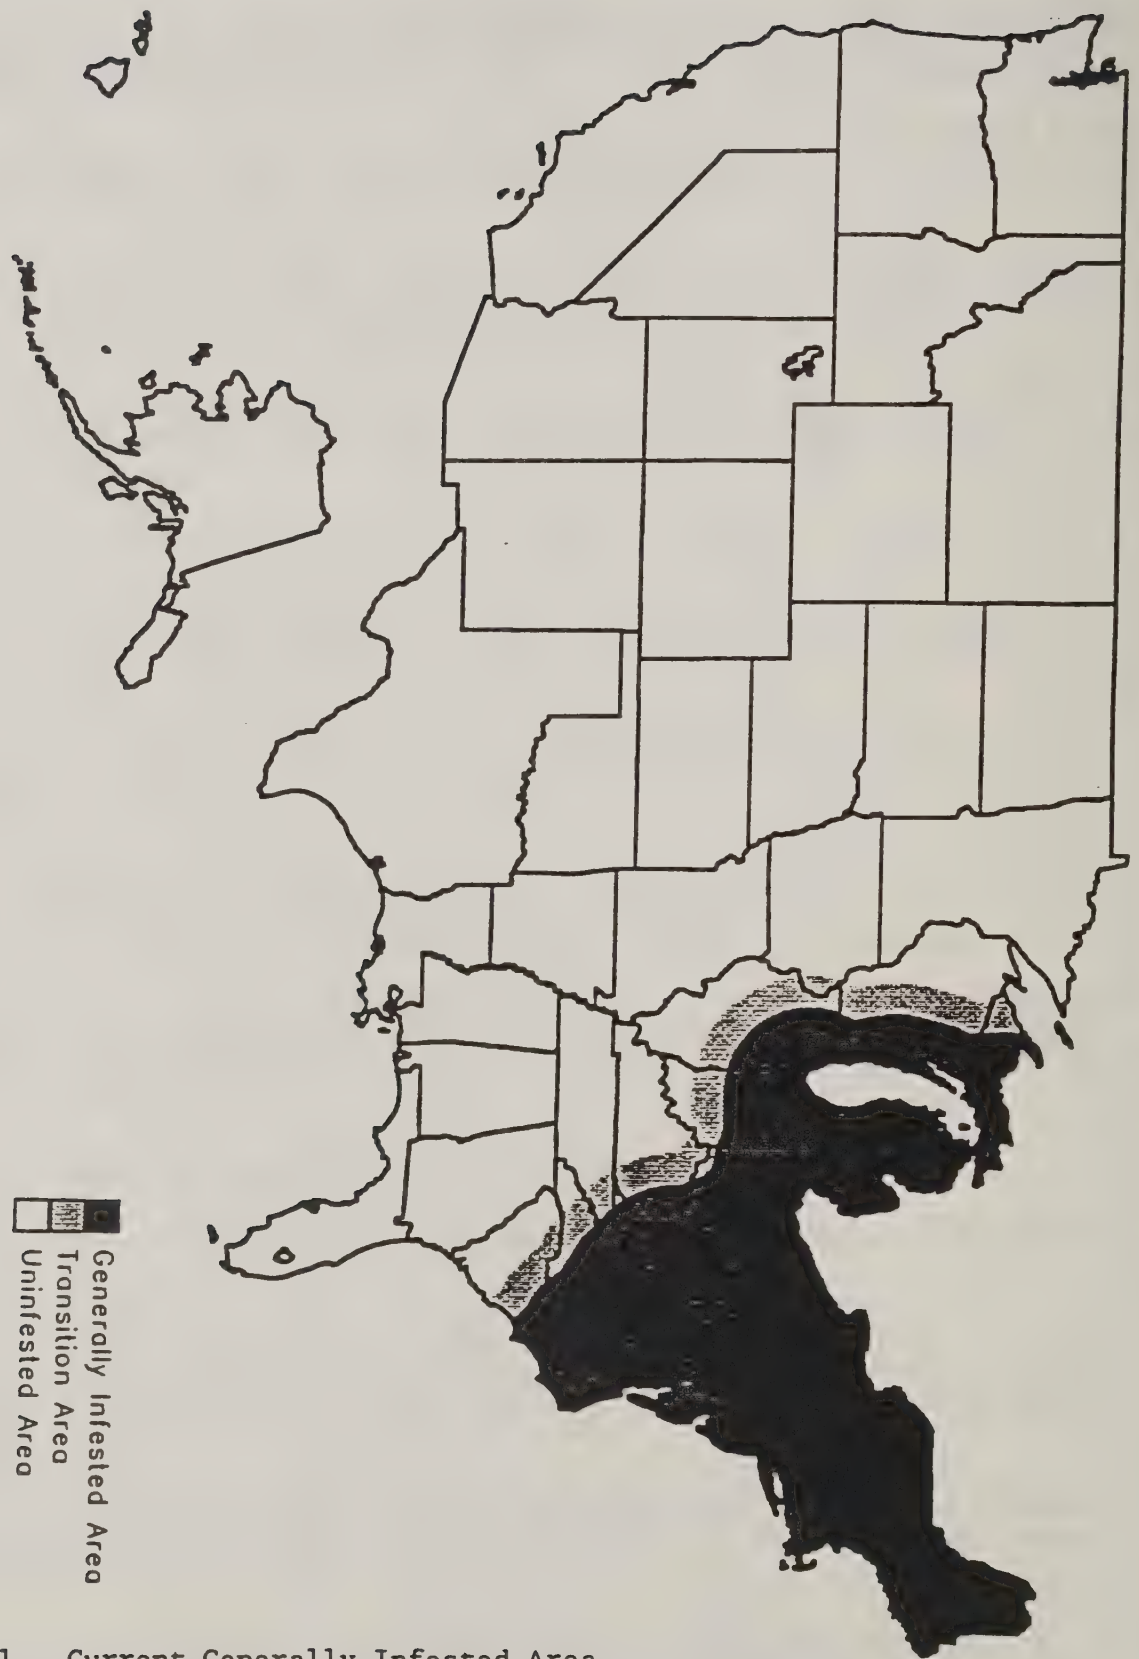 Generally Infested Area
Transition Area
Uninfested Area
Current Generally Infested Area